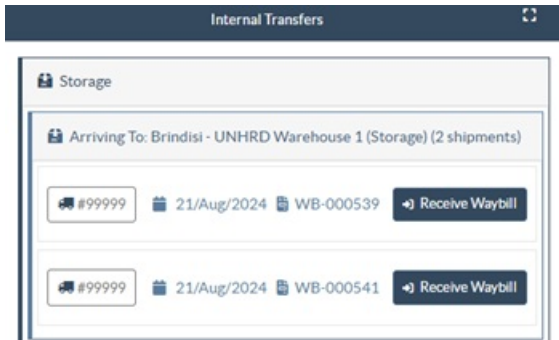 Internal Transfers
Storage
Arriving To: Brindisi - UNHRD Warehouse 1 (Storage) (2 shipments)
#99999 21/Aug/2024 WB-000539 Receive Waybill
#99999 21/Aug/2024 WB-000541 Receive Waybill